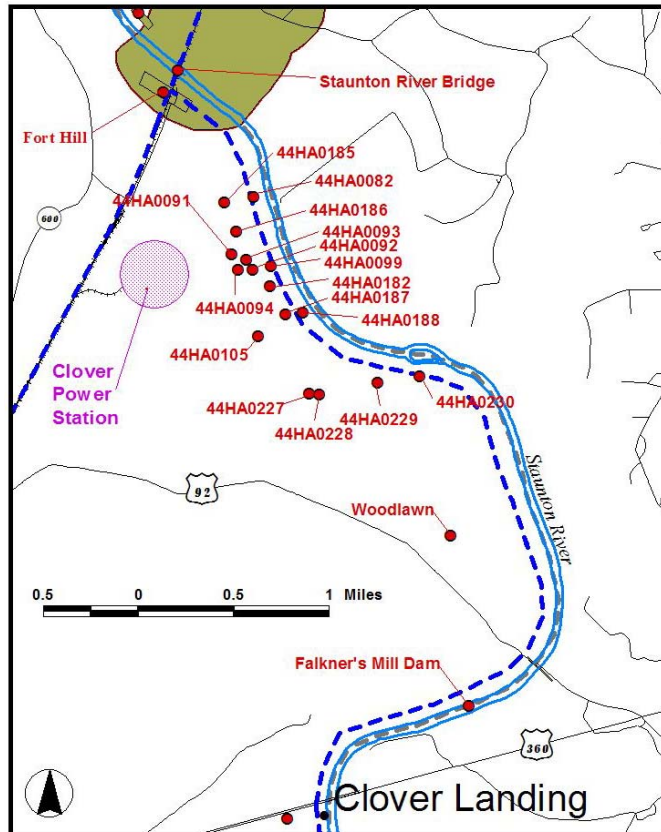 Staunton River Bridge
Fort Hill
44HA0185
44HA0082
44HA0091
44HA0186
600
44HA0093
44HA0092
44HA0099
44HA0182
44HA0094
44HA0187
44HA0188
44HA0105
Clover
Power
Station
44HA0227
44HA0228
44HA0229
44HA0230
Staunton River
92
Woodlawn
0.5 0 0.5 1 Miles
Falkner's Mill Dam
360
Clover Landing